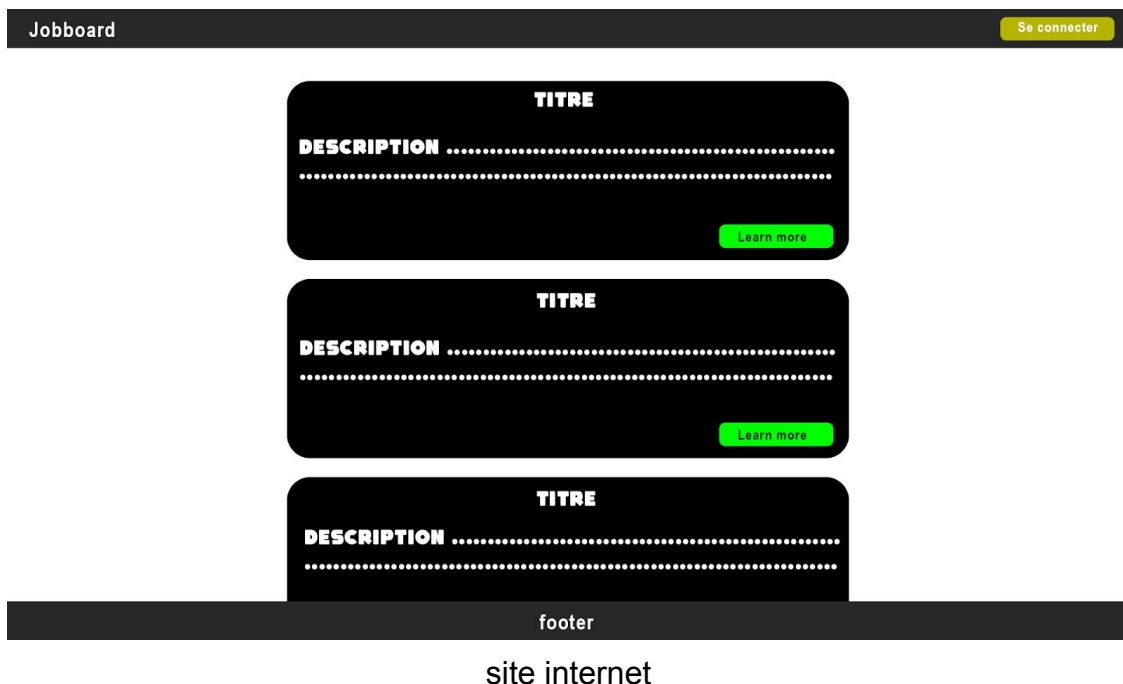 Jobboard
Se connecter
TITRE
DESCRIPTION ......................................................
..........................................................................
Learn more
TITRE
DESCRIPTION ......................................................
..........................................................................
Learn more
TITRE
DESCRIPTION ......................................................
..........................................................................
footer
site internet